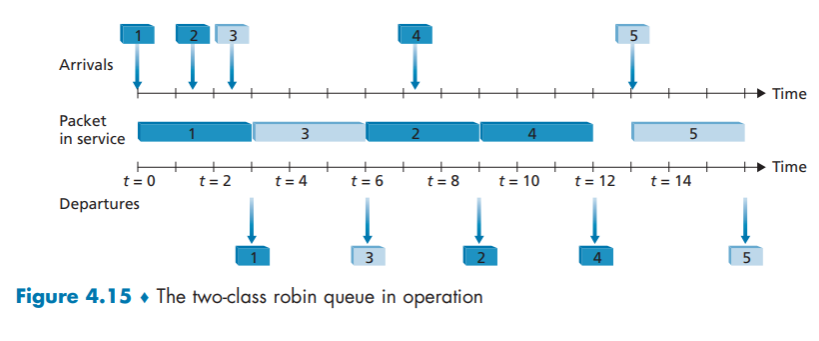 1 2 3 4 5
Arrivals
Time
Packet
in service
1 3 2 4 5
Time
t = 0 t = 2 t = 4 t = 6 t = 8 t = 10 t = 12 t = 14
Departures
1 3 2 4 5
Figure 4.15 ♦ The two-class robin queue in operation